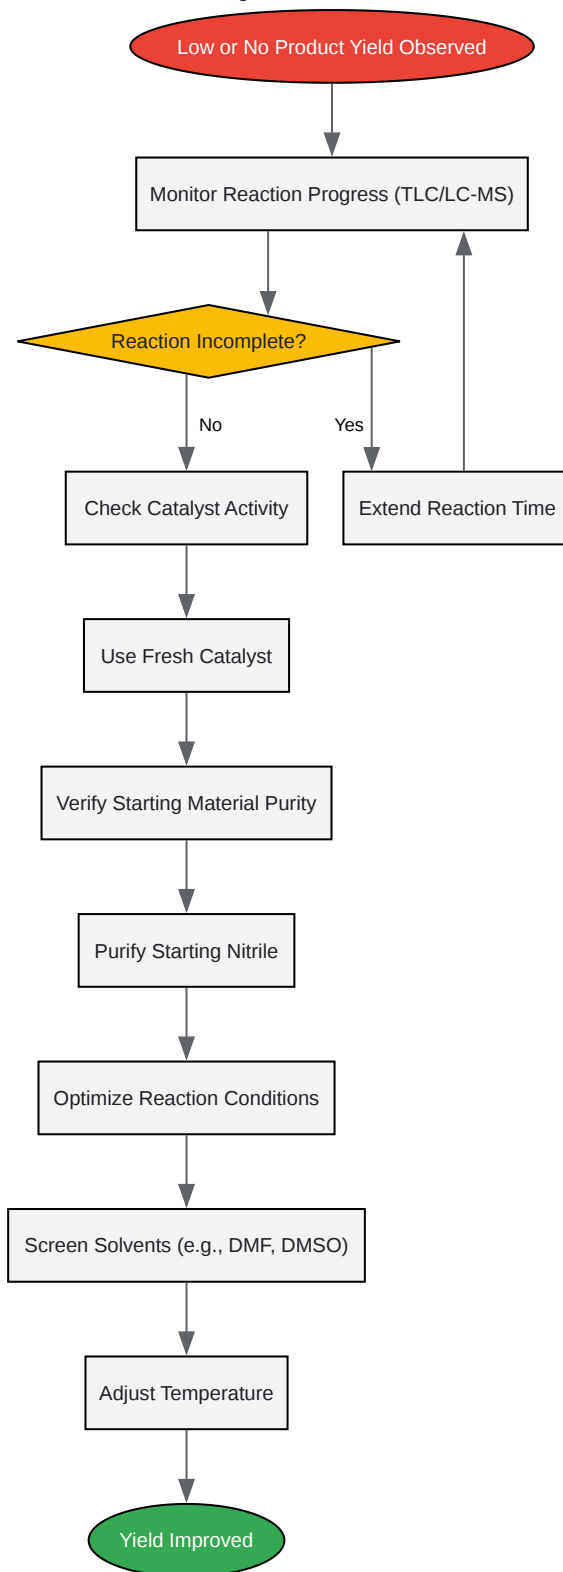 Low or No Product Yield Observed
Monitor Reaction Progress (TLC/LC-MS)
Reaction Incomplete?
No
Yes
Check Catalyst Activity
Extend Reaction Time
Use Fresh Catalyst
Verify Starting Material Purity
Purify Starting Nitrile
Optimize Reaction Conditions
Screen Solvents (e.g., DMF, DMSO)
Adjust Temperature
Yield Improved